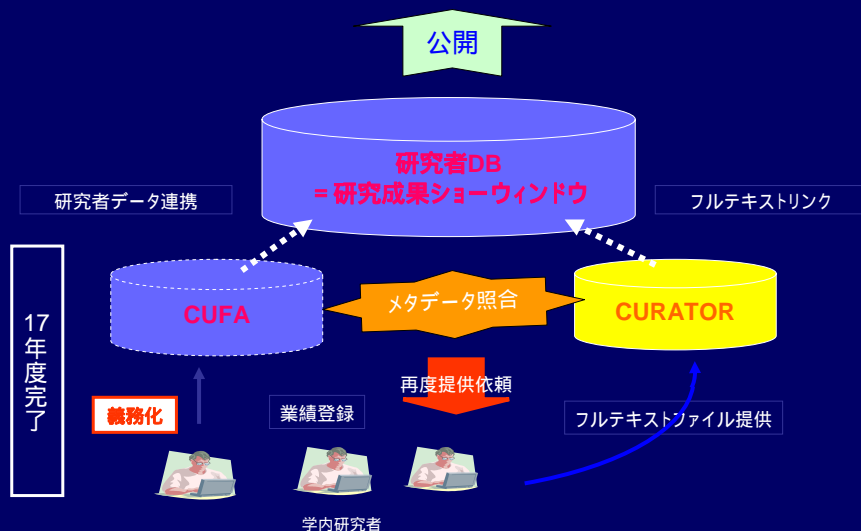 公開
研究者DB
=研究成果ショーウィンドウ
研究者データ連携
フルテキストリンク
17年度完了
CUFA
メタデータ照合
CURATOR
再度提供依頼
義務化
業績登録
フルテキストファイル提供
学内研究者